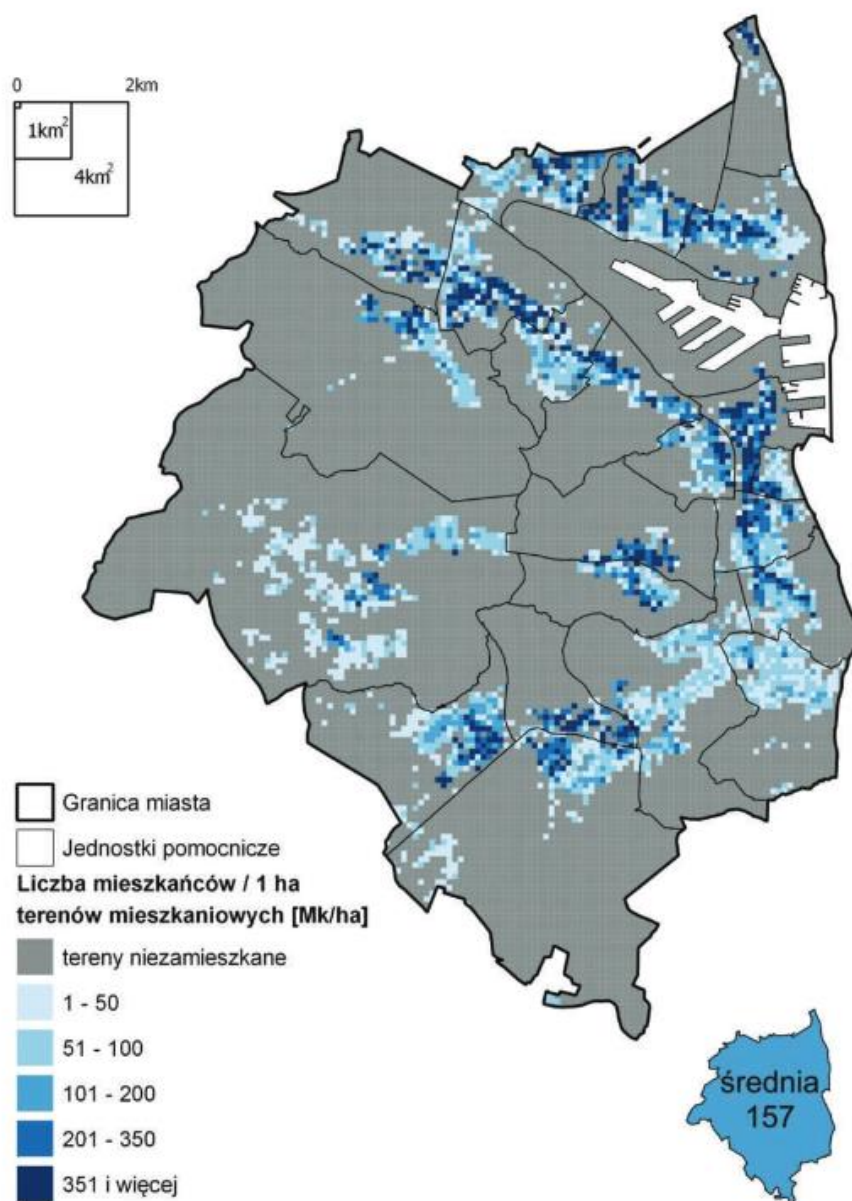 0 2km
1km²
4km²
Granica miasta
Jednostki pomocnicze
Liczba mieszkańców / 1 ha
terenów mieszkaniowych [Mk/ha]
tereny niezamieszkane
1 - 50
51 - 100
101 - 200
201 - 350
351 i więcej
średnia
157